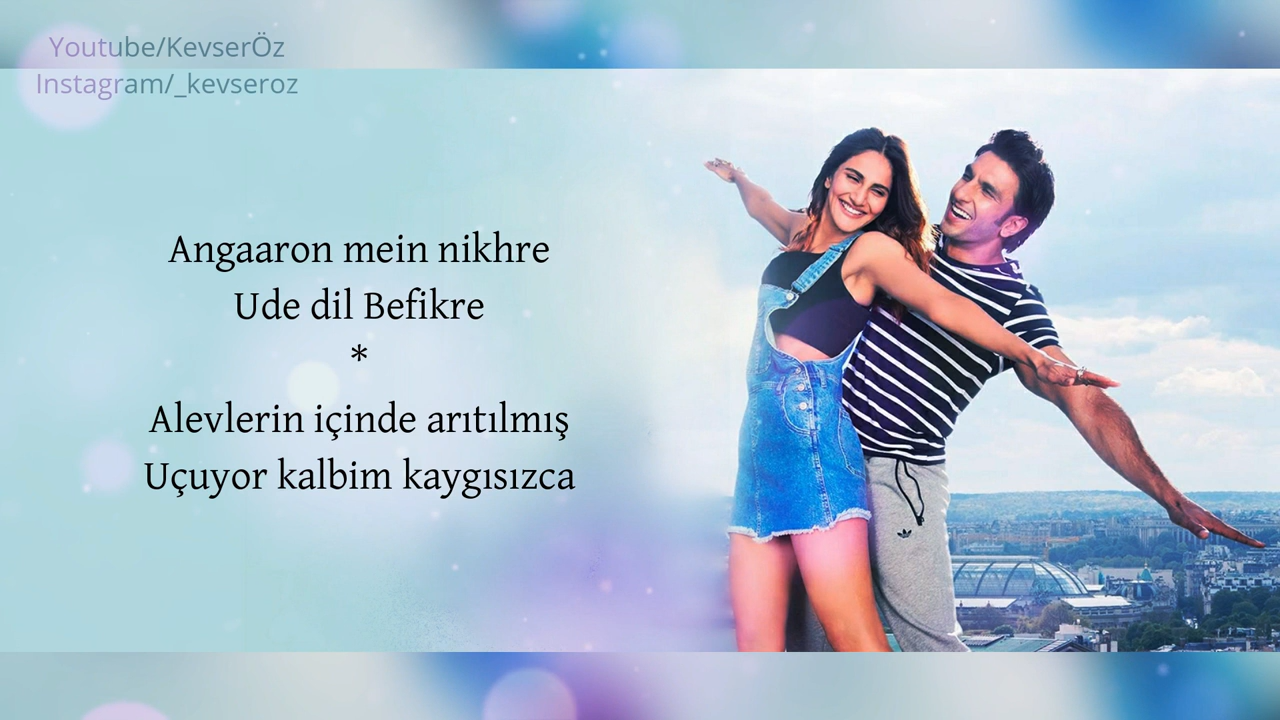 Youtube/KevserÖz
Instagram/_kevseroz
Angaaron mein nikhre
Ude dil Befikre
*
Alevlerin içinde arıtılmış
Uçuyor kalbim kaygısızca